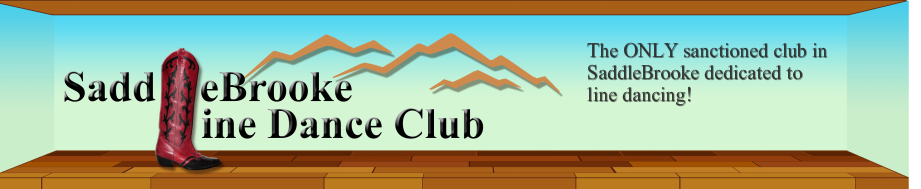 SaddleBrooke
Line Dance Club
The ONLY sanctioned club in
SaddleBrooke dedicated to
line dancing!